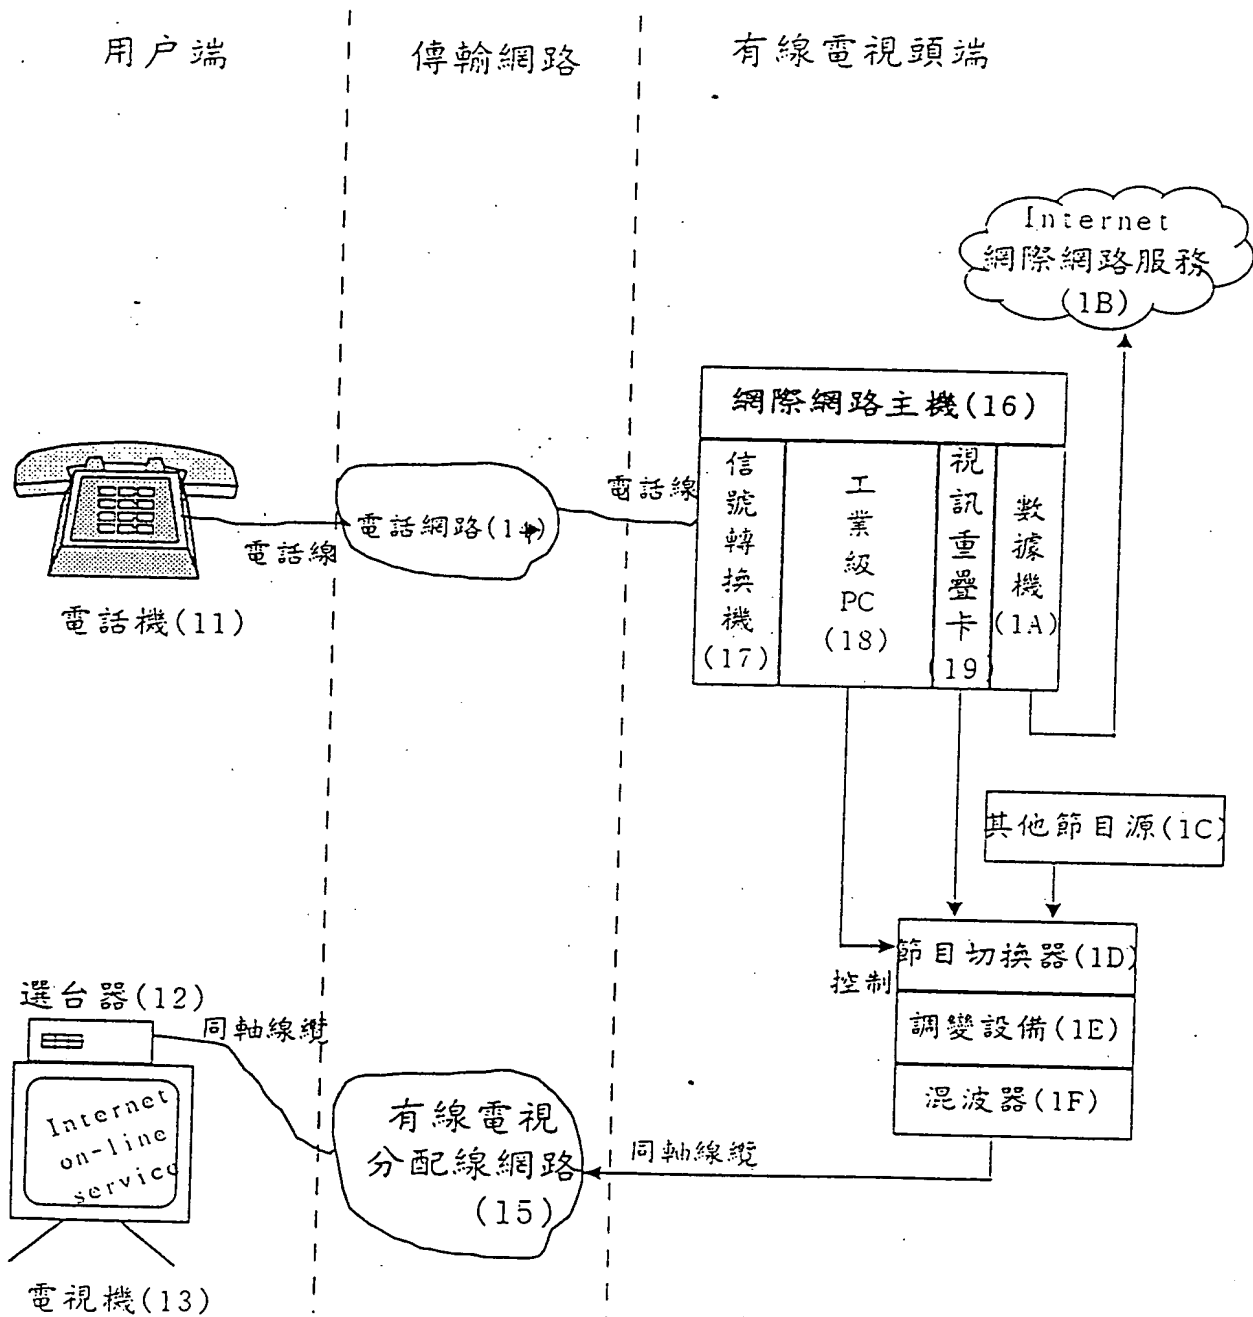 用户端
傳輸網路
有線電視頭端
Internet
網際網路服務
(1B)
網際網路主機(16)
信號轉換機
(17)
工業級
PC
(18)
視訊重疊卡
(19)
數據機
(1A)
電話線
電話網路(14)
電話線
電話機(11)
其他節目源(1C)
節目切換器(1D)
控制
調變設備(1E)
混波器(1F)
選台器(12)
同軸線纜
Internet
on-line
service
有線電視
分配線網路
(15)
同軸線纜
電視機(13)